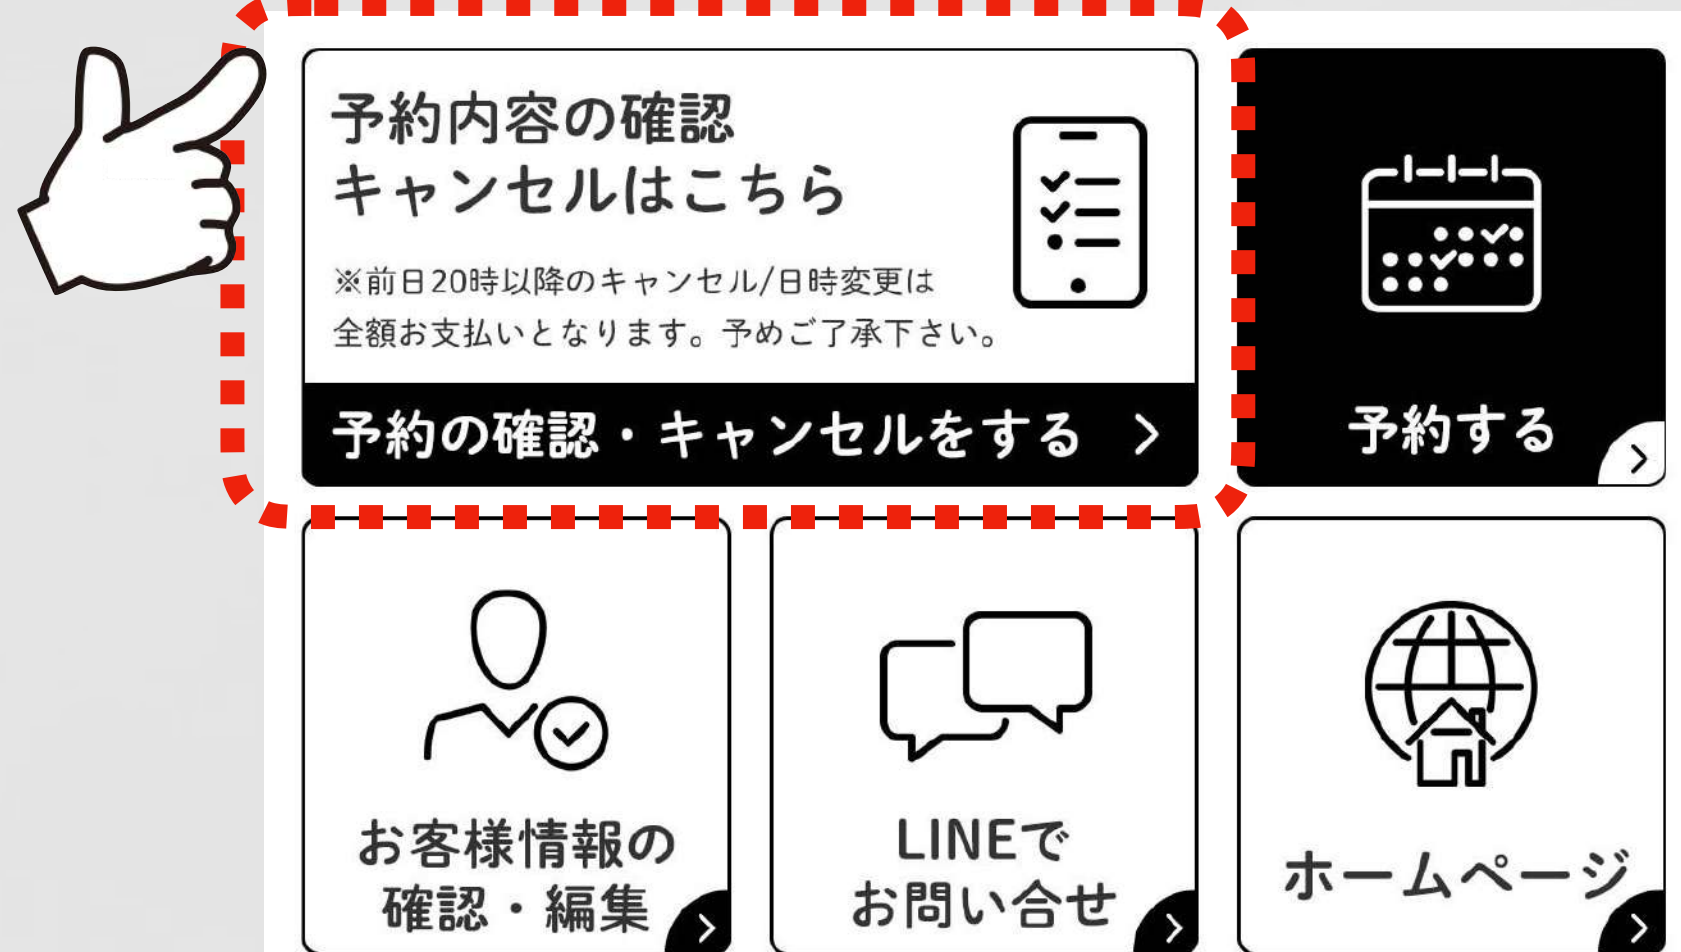 予約内容の確認
キャンセルはこちら
※前日20時以降のキャンセル/日時変更は
全額お支払いとなります。予めご了承下さい。
予約の確認・キャンセルをする
予約する
お客様情報の
確認・編集
LINEで
お問い合せ
ホームページ